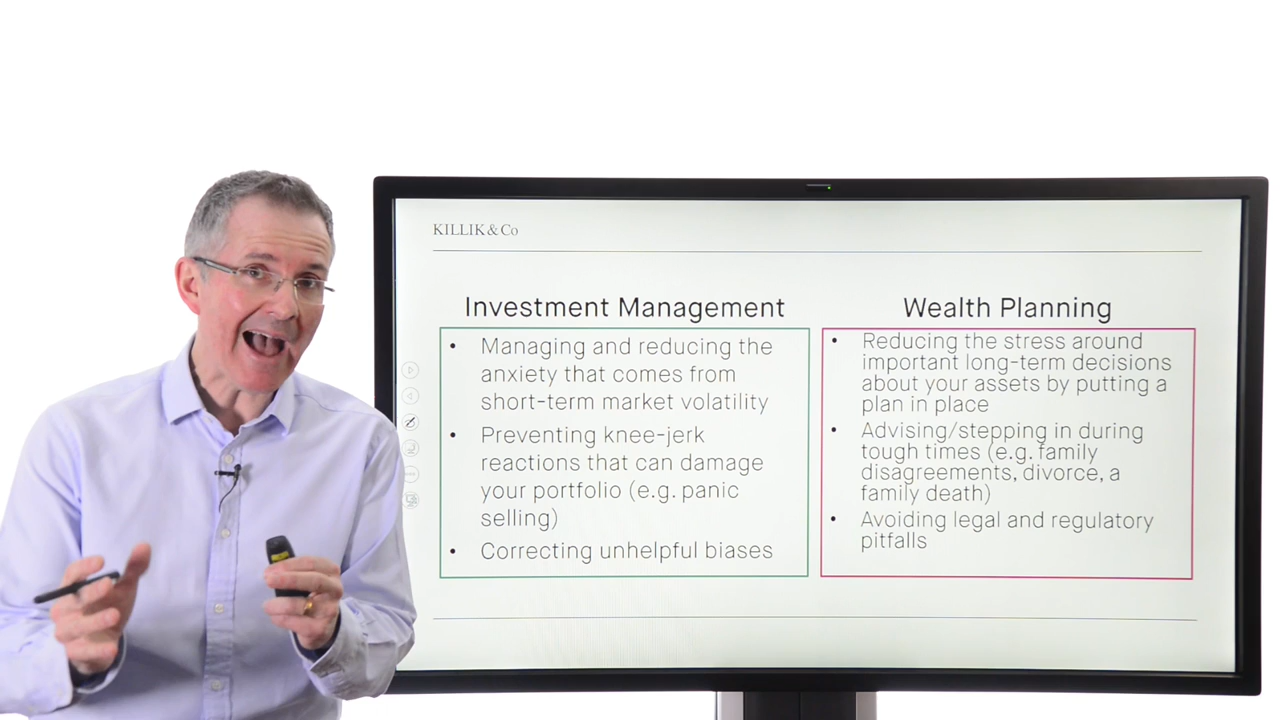 KILLIK & Co
Investment Management
• Managing and reducing the
anxiety that comes from
short-term market volatility
• Preventing knee-jerk
reactions that can damage
your portfolio (e.g. panic
selling)
• Correcting unhelpful biases
Wealth Planning
• Reducing the stress around
important long-term decisions
about your assets by putting a
plan in place
• Advising/stepping in during
tough times (e.g. family
disagreements, divorce, a
family death)
• Avoiding legal and regulatory
pitfalls